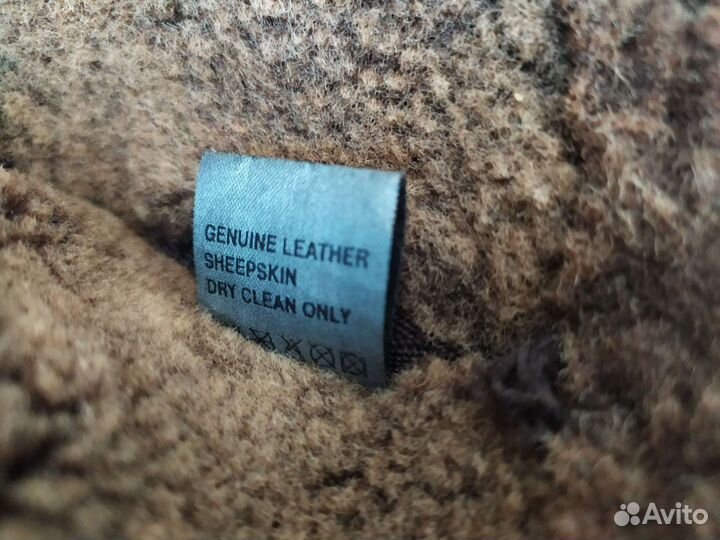 GENUINE LEATHER
SHEEPSKIN
DRY CLEAN ONLY
Avito